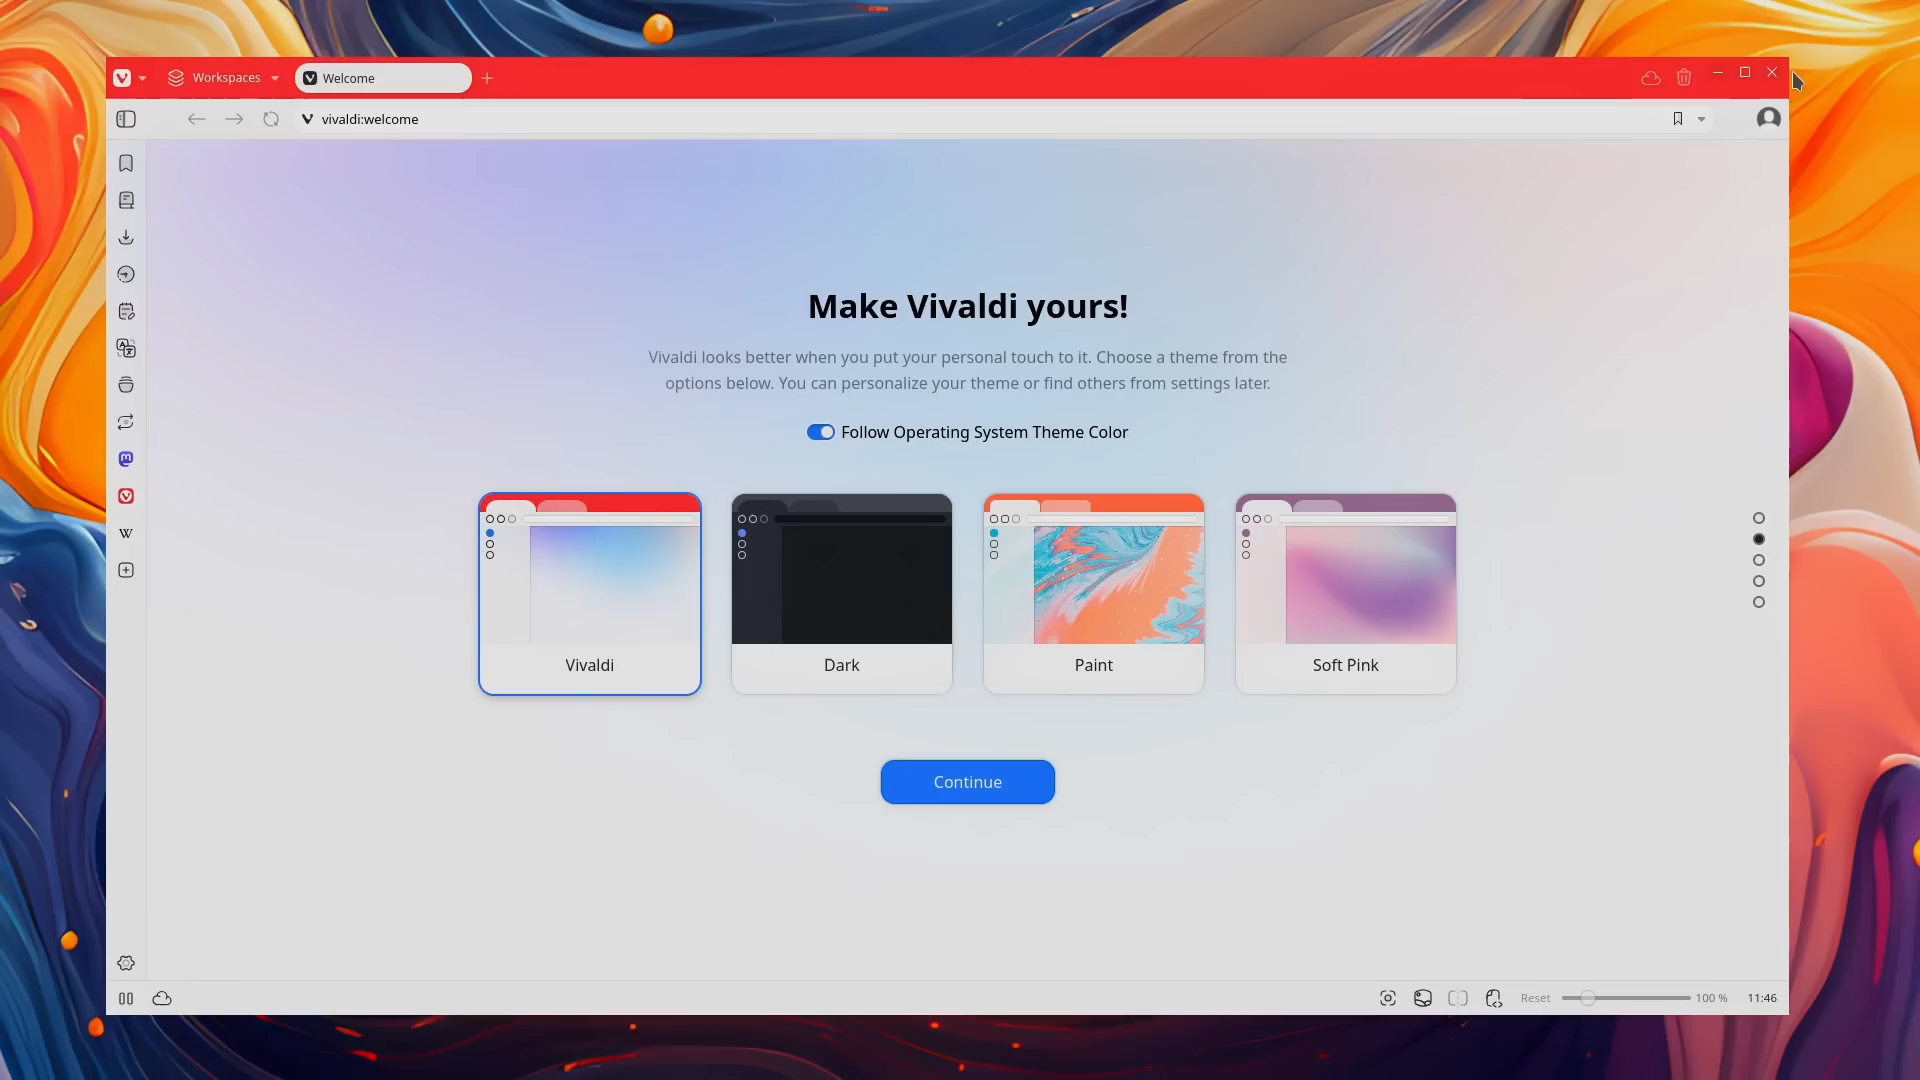 Workspaces
Welcome
vivaldi:welcome
Make Vivaldi yours!
Vivaldi looks better when you put your personal touch to it. Choose a theme from the
options below. You can personalize your theme or find others from settings later.
Follow Operating System Theme Color
W
Vivaldi
Dark
Paint
Soft Pink
Continue
Reset
100 %
11:46